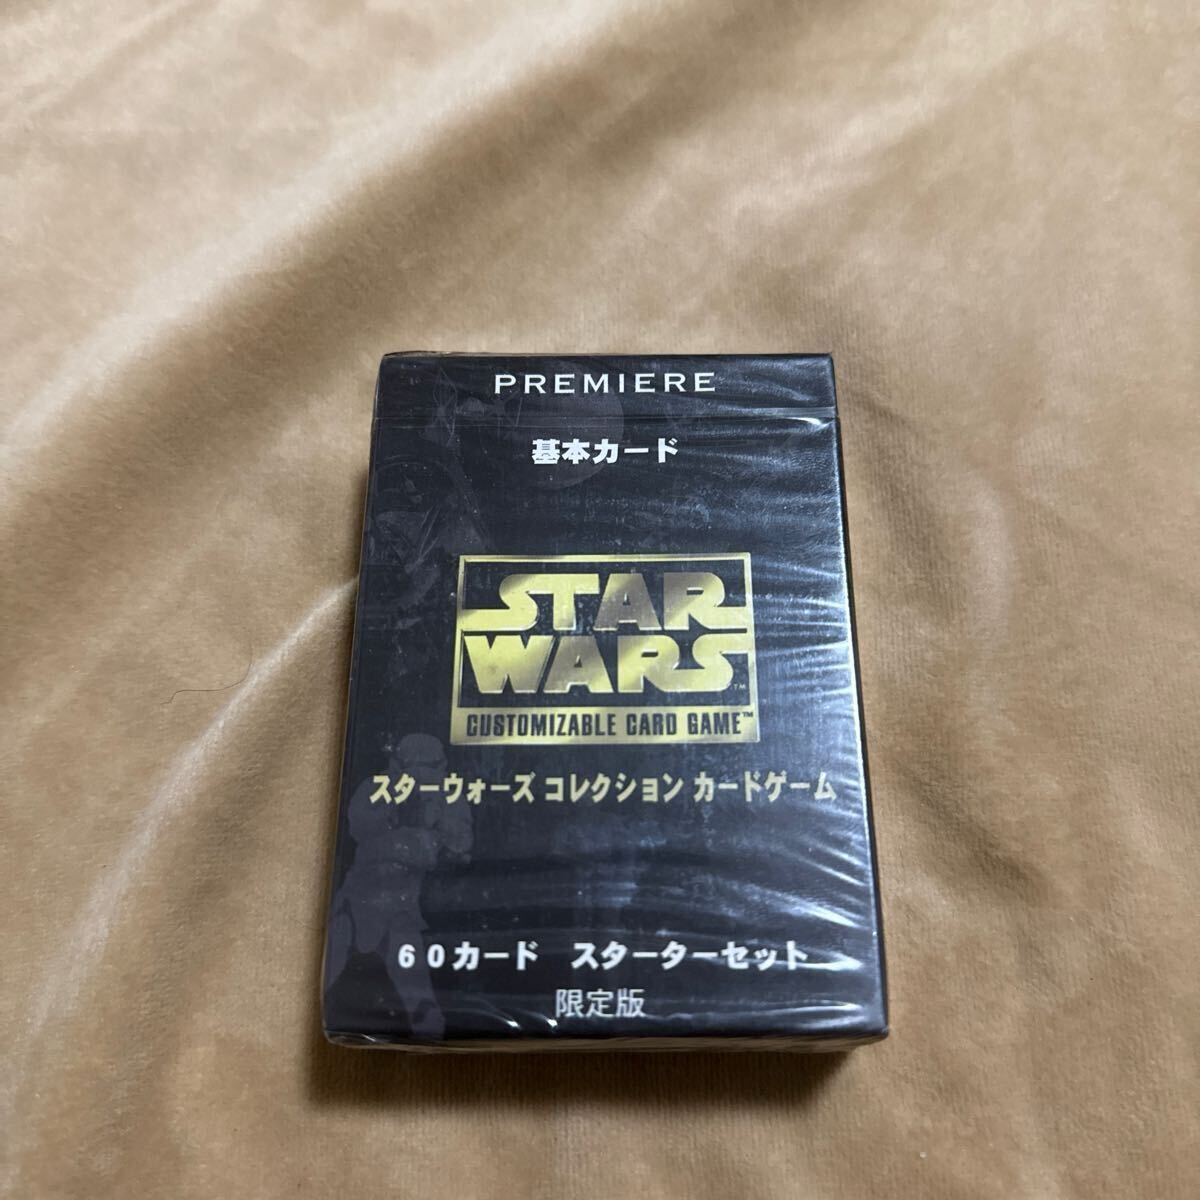 PREMIERE
基本カード
STAR
WARS™
CUSTOMIZABLE CARD GAME™
スターウォーズ コレクション カードゲーム
60カード スターターセット
限定版